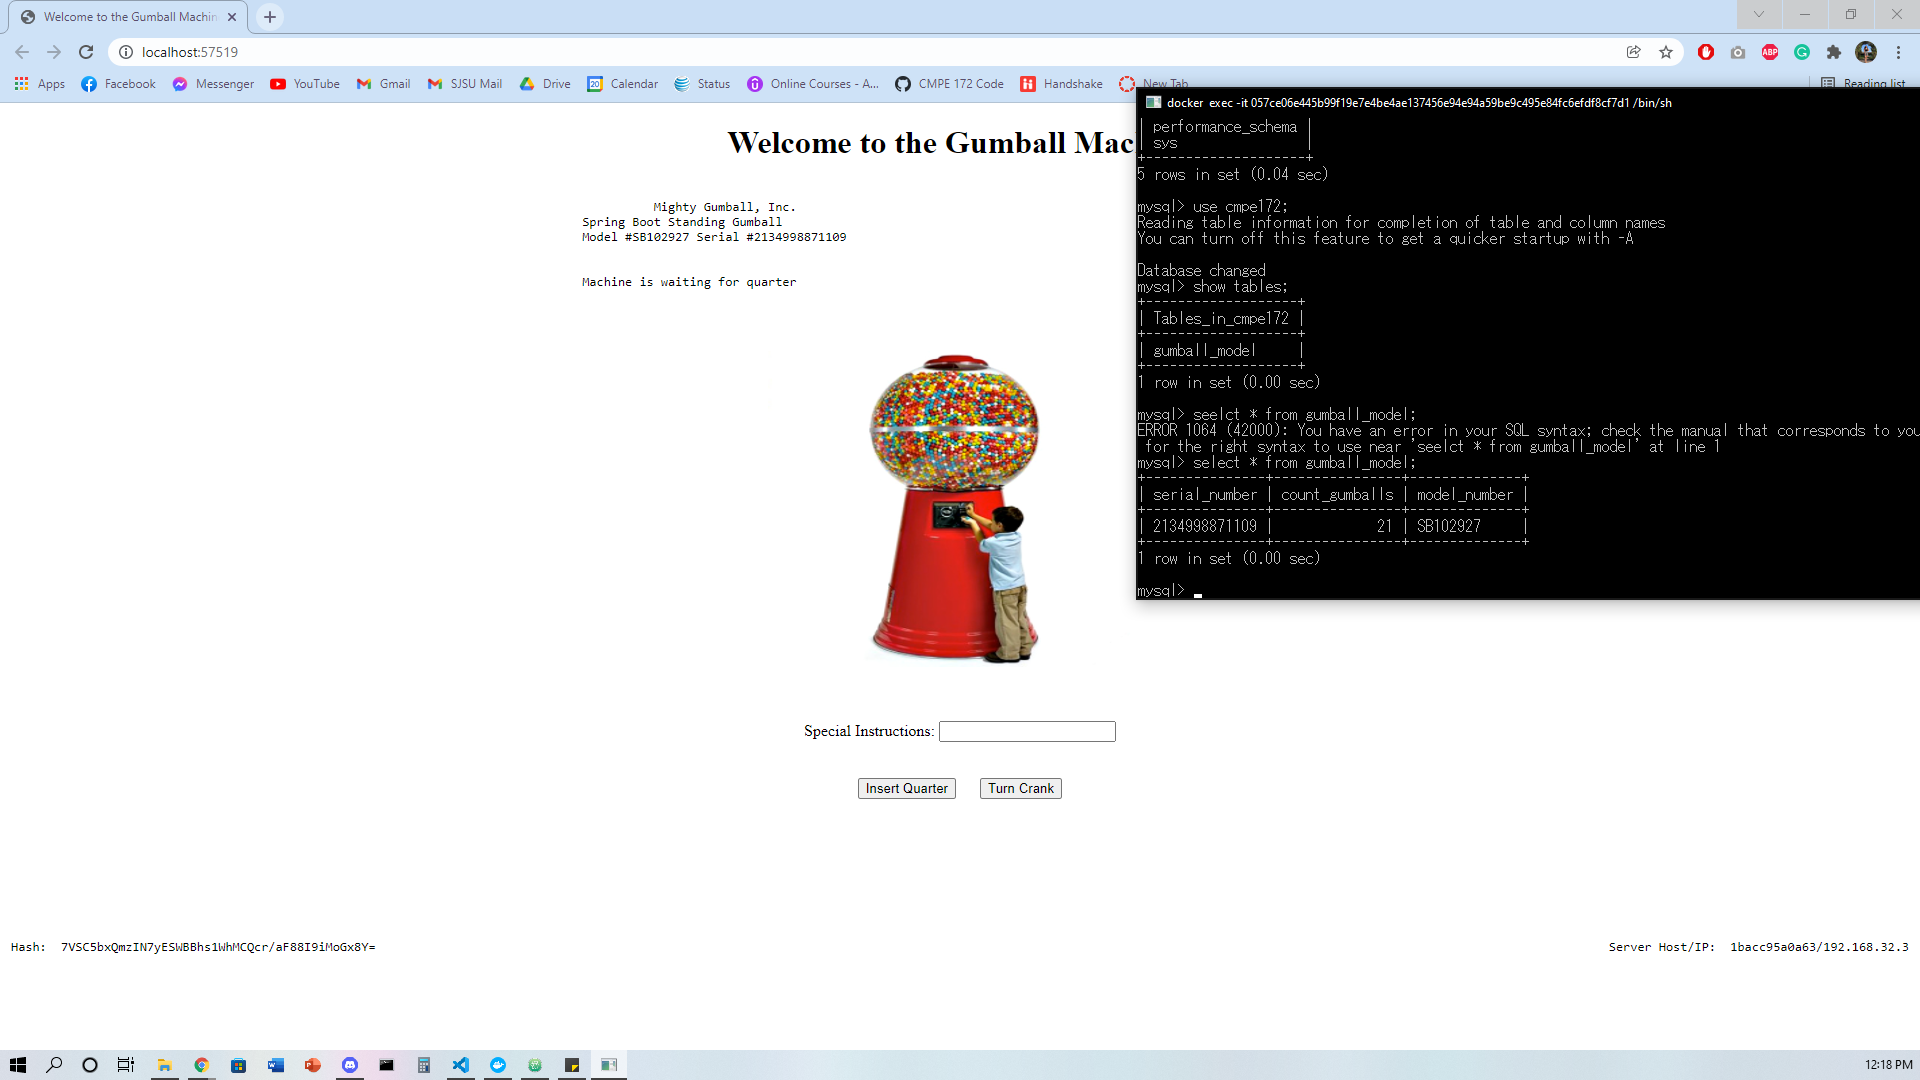 Welcome to the Gumball Machin
localhost:57519
Apps Facebook Messenger YouTube Gmail SJSU Mail Drive Calendar Status Online Courses - A... CMPE 172 Code Handshake New Tab Reading list
Welcome to the Gumball Mac
Mighty Gumball, Inc.
Spring Boot Standing Gumball
Model #SB102927 Serial #2134998871109
Machine is waiting for quarter
Special Instructions:
Insert Quarter Turn Crank
Hash: 7VSC5bxQmzIN7yESWBBhs1WhMCQcr/aF88I9iMoGx8Y=
Server Host/IP: 1bacc95a0a63/192.168.32.3
docker exec -it 057ce06e445b99f19e7e4be4ae137456e94e94a59be9c495e84fc6efdf8cf7d1 /bin/sh
| performance_schema |
| sys |
+--------------------+
5 rows in set (0.04 sec)
mysql> use cmpe172;
Reading table information for completion of table and column names
You can turn off this feature to get a quicker startup with -A
Database changed
mysql> show tables;
+-------------------+
| Tables_in_cmpe172 |
+-------------------+
| gumball_model |
+-------------------+
1 row in set (0.00 sec)
mysql> seelct * from gumball_model;
ERROR 1064 (42000): You have an error in your SQL syntax; check the manual that corresponds to you
for the right syntax to use near 'seelct * from gumball_model' at line 1
mysql> select * from gumball_model;
+---------------+----------------+--------------+
| serial_number | count_gumballs | model_number |
+---------------+----------------+--------------+
| 2134998871109 | 21 | SB102927 |
+---------------+----------------+--------------+
1 row in set (0.00 sec)
mysql>
12:18 PM